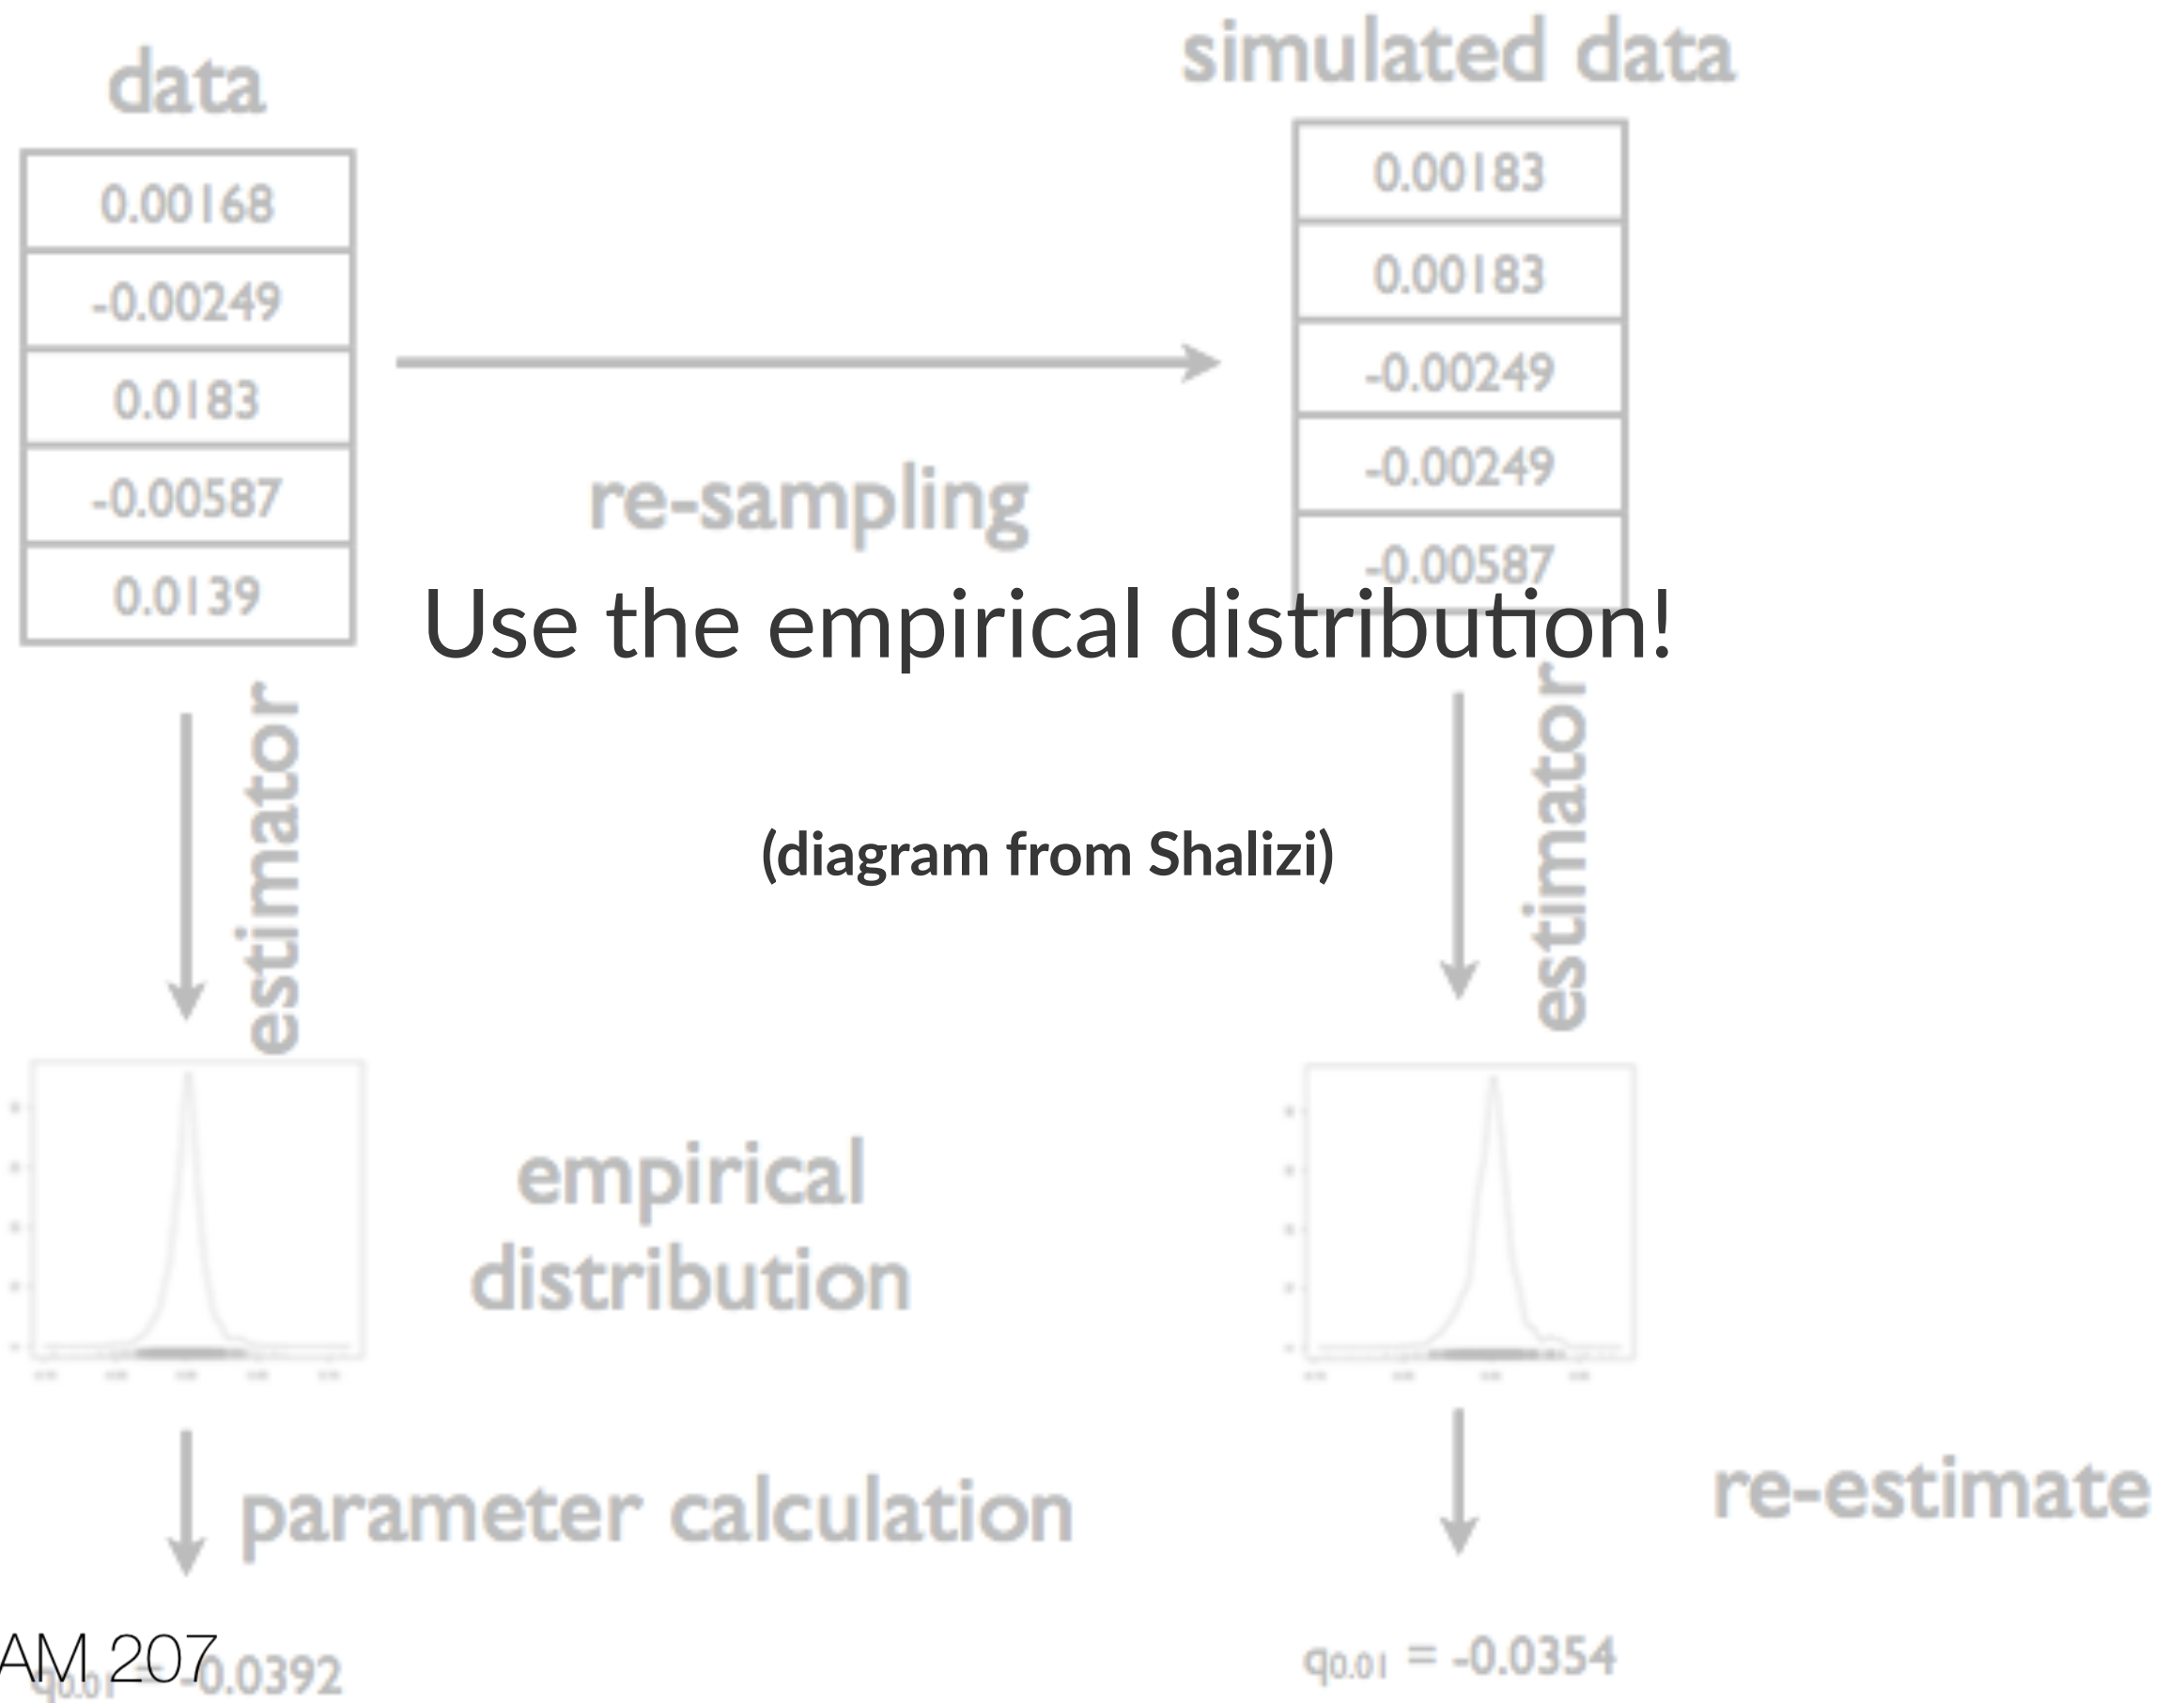 data
0.00168
-0.00249
0.0183
-0.00587
0.0139
re-sampling
simulated data
0.00183
0.00183
-0.00249
-0.00249
-0.00587
Use the empirical distribution!
(diagram from Shalizi)
estimator
estimator
empirical
distribution
parameter calculation
re-estimate
q0.01 = -0.0392
q0.01 = -0.0354
AM 207